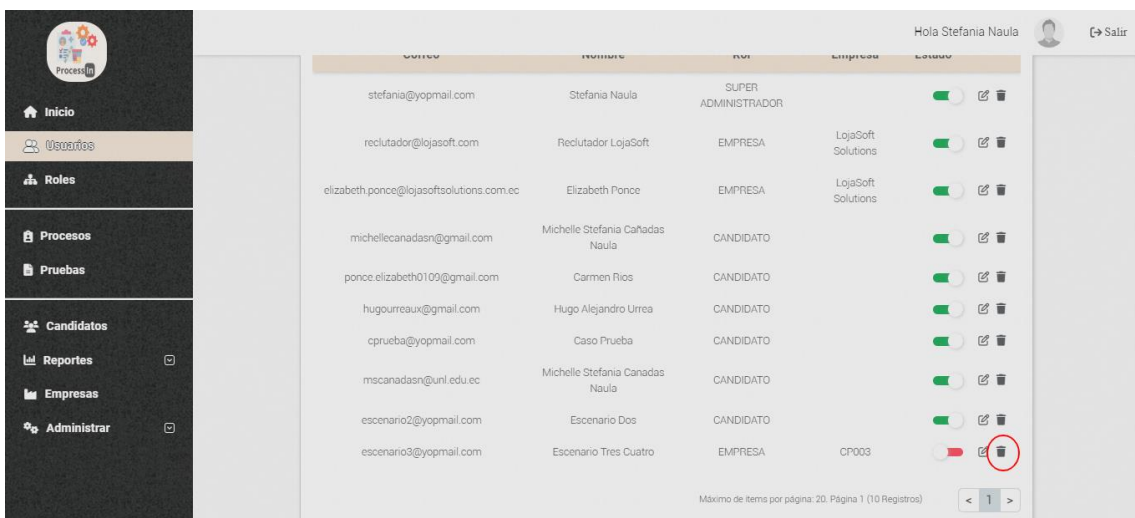 Hola Stefania Naula
Salir
Process In
Inicio
Usuarios
Roles
Procesos
Pruebas
Candidatos
Reportes
Empresas
Administrar
Correo Nombre Rol Empresa Estado
stefania@yopmail.com Stefania Naula SUPER
ADMINISTRADOR
reclutador@lojasoft.com Reclutador LojaSoft EMPRESA LojaSoft
Solutions
elizabeth.ponce@lojasoftsolutions.com.ec Elizabeth Ponce EMPRESA LojaSoft
Solutions
michellecanadasn@gmail.com Michelle Stefania Cañadas
Naula CANDIDATO
ponce.elizabeth0109@gmail.com Carmen Rios CANDIDATO
hugourreaux@gmail.com Hugo Alejandro Urrea CANDIDATO
cprueba@yopmail.com Caso Prueba CANDIDATO
mscanadasn@unl.edu.ec Michelle Stefania Canadas
Naula CANDIDATO
escenario2@yopmail.com Escenario Dos CANDIDATO
escenario3@yopmail.com Escenario Tres Cuatro EMPRESA CP003
Máximo de ítems por página: 20. Página 1 (10 Registros) < 1 >